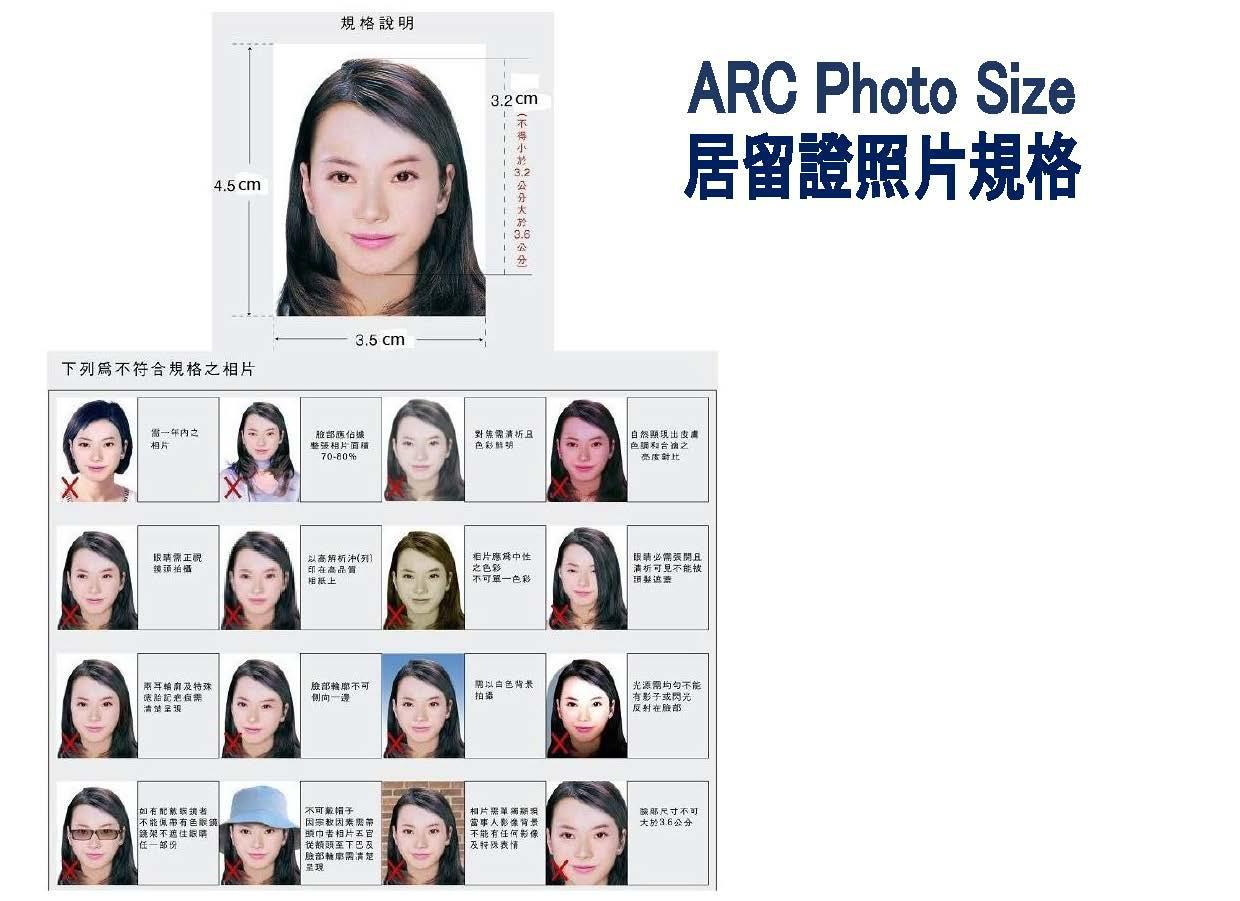 規格說明
ARC Photo Size
居留證照片規格
3.2 cm
(不得小於3.2公分大於3.6公分)
4.5 cm
3.5 cm
下列為不符合規格之相片
當一年內之
相片
臉部應佔據
整張相片面積
70-80%
對焦需清析且
色彩鮮明
自然顯現出皮膚
色調和合適之
亮度對比
眼睛需正視
鏡頭拍攝
以高解析沖(列)
印在高品質
相紙上
相片應為中性
之色彩
不可單一色彩
眼睛必需張開且
清析可見不能被
頭髮遮蓋
兩耳輪廓及特殊
痣胎記疤痕需
清楚呈現
臉部輪廓不可
側向一邊
需以白色背景
拍攝
光源需均勻不能
有影子或閃光
反射在臉部
如有配戴眼鏡者
不能佩帶有色眼鏡
鏡架不遮住眼睛
任一部份
不可戴帽子
因宗教因素需帶
頭巾者相片五官
從額頭至下巴及
臉部輪廓需清楚
呈現
相片需單獨顯現
當事人影像背景
不能有任何影像
及特殊表情
臉部尺寸不可
大於3.6公分